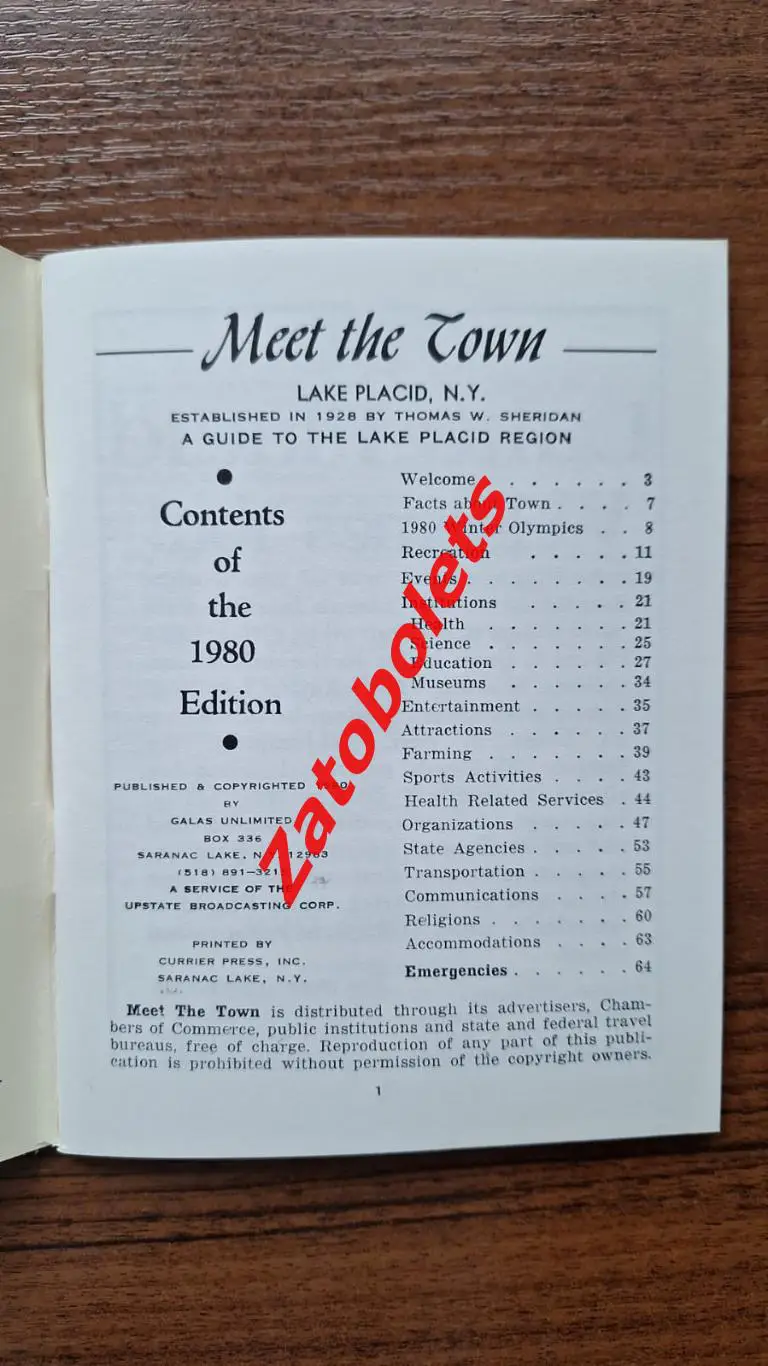 Meet the Town
LAKE PLACID, N.Y.
ESTABLISHED IN 1928 BY THOMAS W. SHERIDAN
A GUIDE TO THE LAKE PLACID REGION
Contents
of
the
1980
Edition
PUBLISHED & COPYRIGHTED 1980
BY
GALAS UNLIMITED
BOX 336
SARANAC LAKE, N.Y. 12983
(518) 891-321
A SERVICE OF THE
UPSTATE BROADCASTING CORP.
PRINTED BY
CURRIER PRESS, INC.
SARANAC LAKE, N.Y.
Welcome . . . . . . . 3
Facts about Town . . . . 7
1980 Winter Olympics . . 8
Recreation . . . . . 11
Events . . . . . . . . 19
Institutions . . . . . 21
Health . . . . . . . 21
Science . . . . . . . 25
Education . . . . . . 27
Museums . . . . . . 34
Entertainment . . . . . 35
Attractions . . . . . . 37
Farming . . . . . . . 39
Sports Activities . . . . 43
Health Related Services . 44
Organizations . . . . . 47
State Agencies . . . . . 53
Transportation . . . . . 55
Communications . . . . 57
Religions . . . . . . . 60
Accommodations . . . . 63
Emergencies . . . . . . 64
Meet The Town is distributed through its advertisers, Cham-
bers of Commerce, public institutions and state and federal travel
bureaus, free of charge. Reproduction of any part of this publi-
cation is prohibited without permission of the copyright owners.
1
Zatobolets